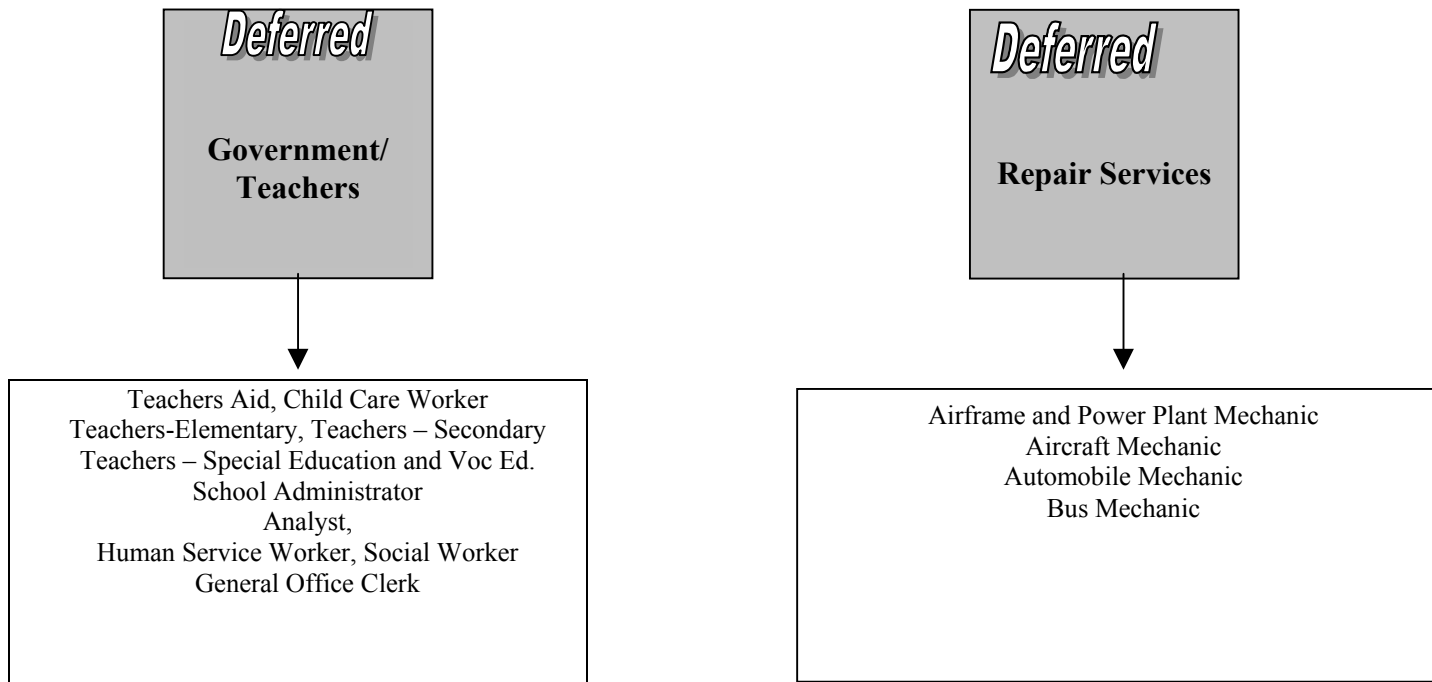 Deferred
Government/
Teachers
Teachers Aid, Child Care Worker
Teachers-Elementary, Teachers – Secondary
Teachers – Special Education and Voc Ed.
School Administrator
Analyst,
Human Service Worker, Social Worker
General Office Clerk
Deferred
Repair Services
Airframe and Power Plant Mechanic
Aircraft Mechanic
Automobile Mechanic
Bus Mechanic